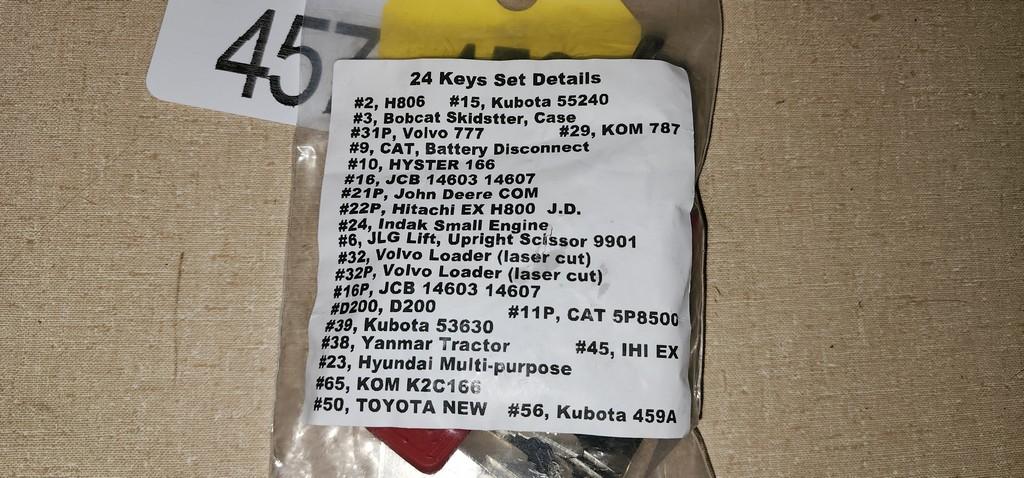 457
24 Keys Set Details
#2, H806 #15, Kubota 55240
#3, Bobcat Skidstter, Case
#31P, Volvo 777 #29, KOM 787
#9, CAT, Battery Disconnect
#10, HYSTER 166
#16, JCB 14603 14607
#21P, John Deere COM
#22P, Hitachi EX H800 J.D.
#24, Indak Small Engine
#6, JLG Lift, Upright Scissor 9901
#32, Volvo Loader (laser cut)
#32P, Volvo Loader (laser cut)
#16P, JCB 14603 14607
#D200, D200 #11P, CAT 5P8500
#39, Kubota 53630
#38, Yanmar Tractor #45, IHI EX
#23, Hyundai Multi-purpose
#65, KOM K2C166
#50, TOYOTA NEW #56, Kubota 459A